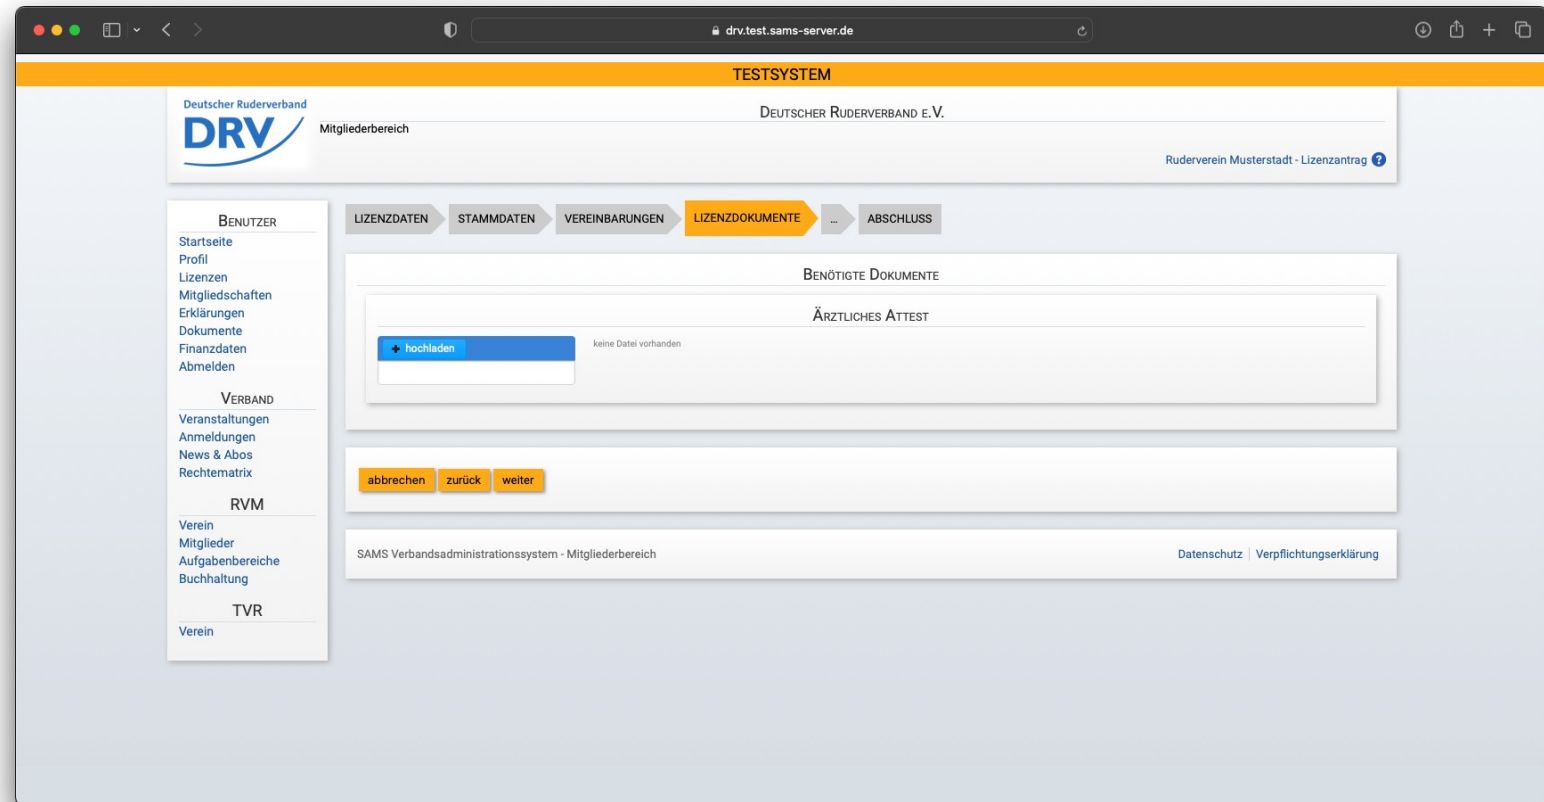 drv.test.sams-server.de
TESTSYSTEM
Deutscher Ruderverband
DRV
Mitgliederbereich
Deutscher Ruderverband e.V.
Ruderverein Musterstadt - Lizenzantrag ?
Benutzer
Startseite
Profil
Lizenzen
Mitgliedschaften
Erklärungen
Dokumente
Finanzdaten
Abmelden
Verband
Veranstaltungen
Anmeldungen
News & Abos
Rechtematrix
RVM
Verein
Mitglieder
Aufgabenbereiche
Buchhaltung
TVR
Verein
LIZENZDATEN STAMMDATEN VEREINBARUNGEN LIZENZDOKUMENTE ... ABSCHLUSS
Benötigte Dokumente
Ärztliches Attest
+ hochladen keine Datei vorhanden
abbrechen zurück weiter
SAMS Verbandsadministrationssystem - Mitgliederbereich Datenschutz | Verpflichtungserklärung